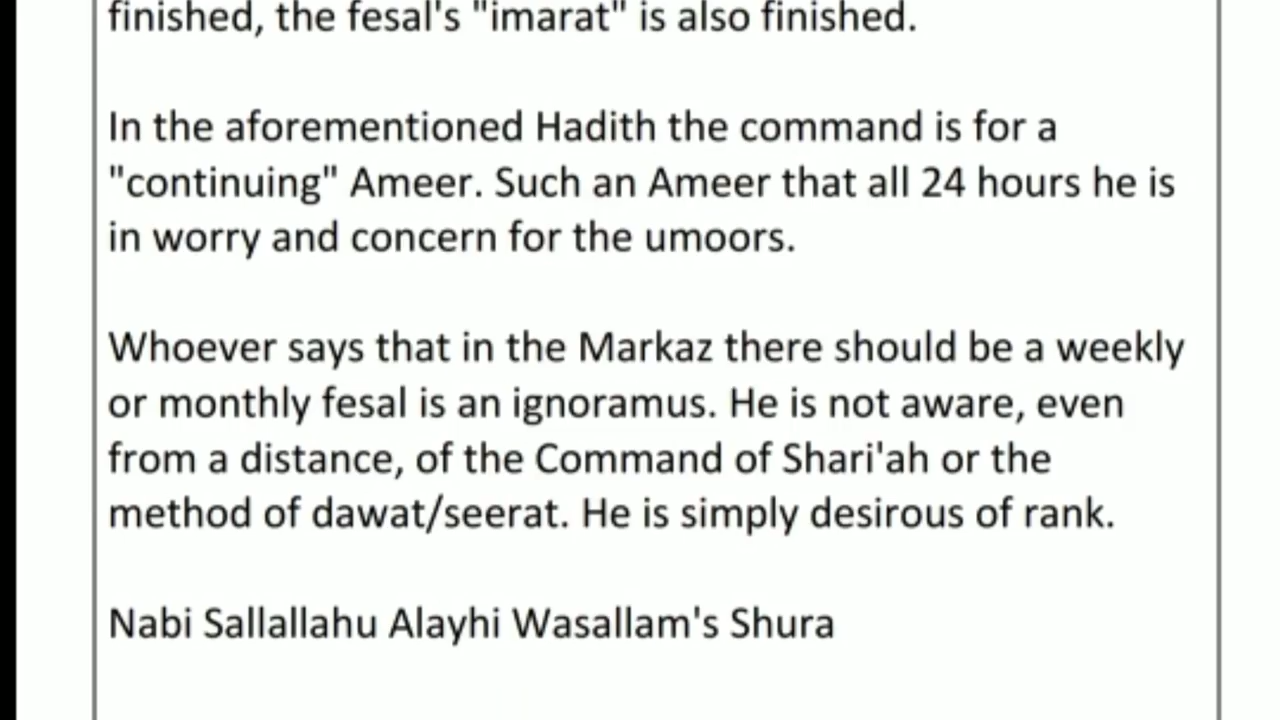 finished, the fesal's "imarat" is also finished.
In the aforementioned Hadith the command is for a
"continuing" Ameer. Such an Ameer that all 24 hours he is
in worry and concern for the umoors.
Whoever says that in the Markaz there should be a weekly
or monthly fesal is an ignoramus. He is not aware, even
from a distance, of the Command of Shari'ah or the
method of dawat/seerat. He is simply desirous of rank.
Nabi Sallallahu Alayhi Wasallam's Shura